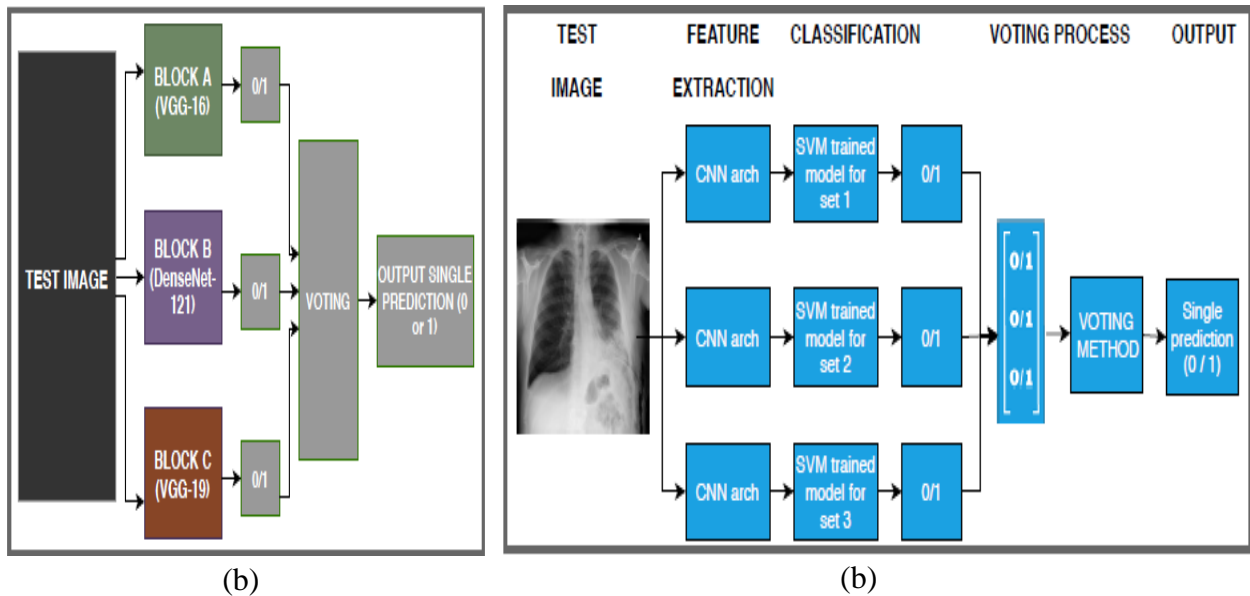 TEST IMAGE
BLOCK A
(VGG-16)
0/1
BLOCK B
(DenseNet-
121)
0/1
BLOCK C
(VGG-19)
0/1
VOTING
OUTPUT SINGLE
PREDICTION (0
or 1)
(b)
TEST
IMAGE
FEATURE
EXTRACTION
CLASSIFICATION
VOTING PROCESS
OUTPUT
CNN arch
SVM trained
model for
set 1
0/1
CNN arch
SVM trained
model for
set 2
0/1
CNN arch
SVM trained
model for
set 3
0/1
0/1
0/1
0/1
VOTING
METHOD
Single
prediction
(0 / 1)
(b)